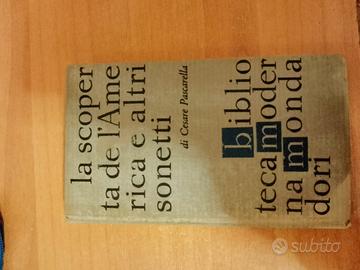 la scoper
ta de l'Ame
rica e altri
sonetti
di Cesare Pascarella
biblio
teca moder
na monda
dori
subito